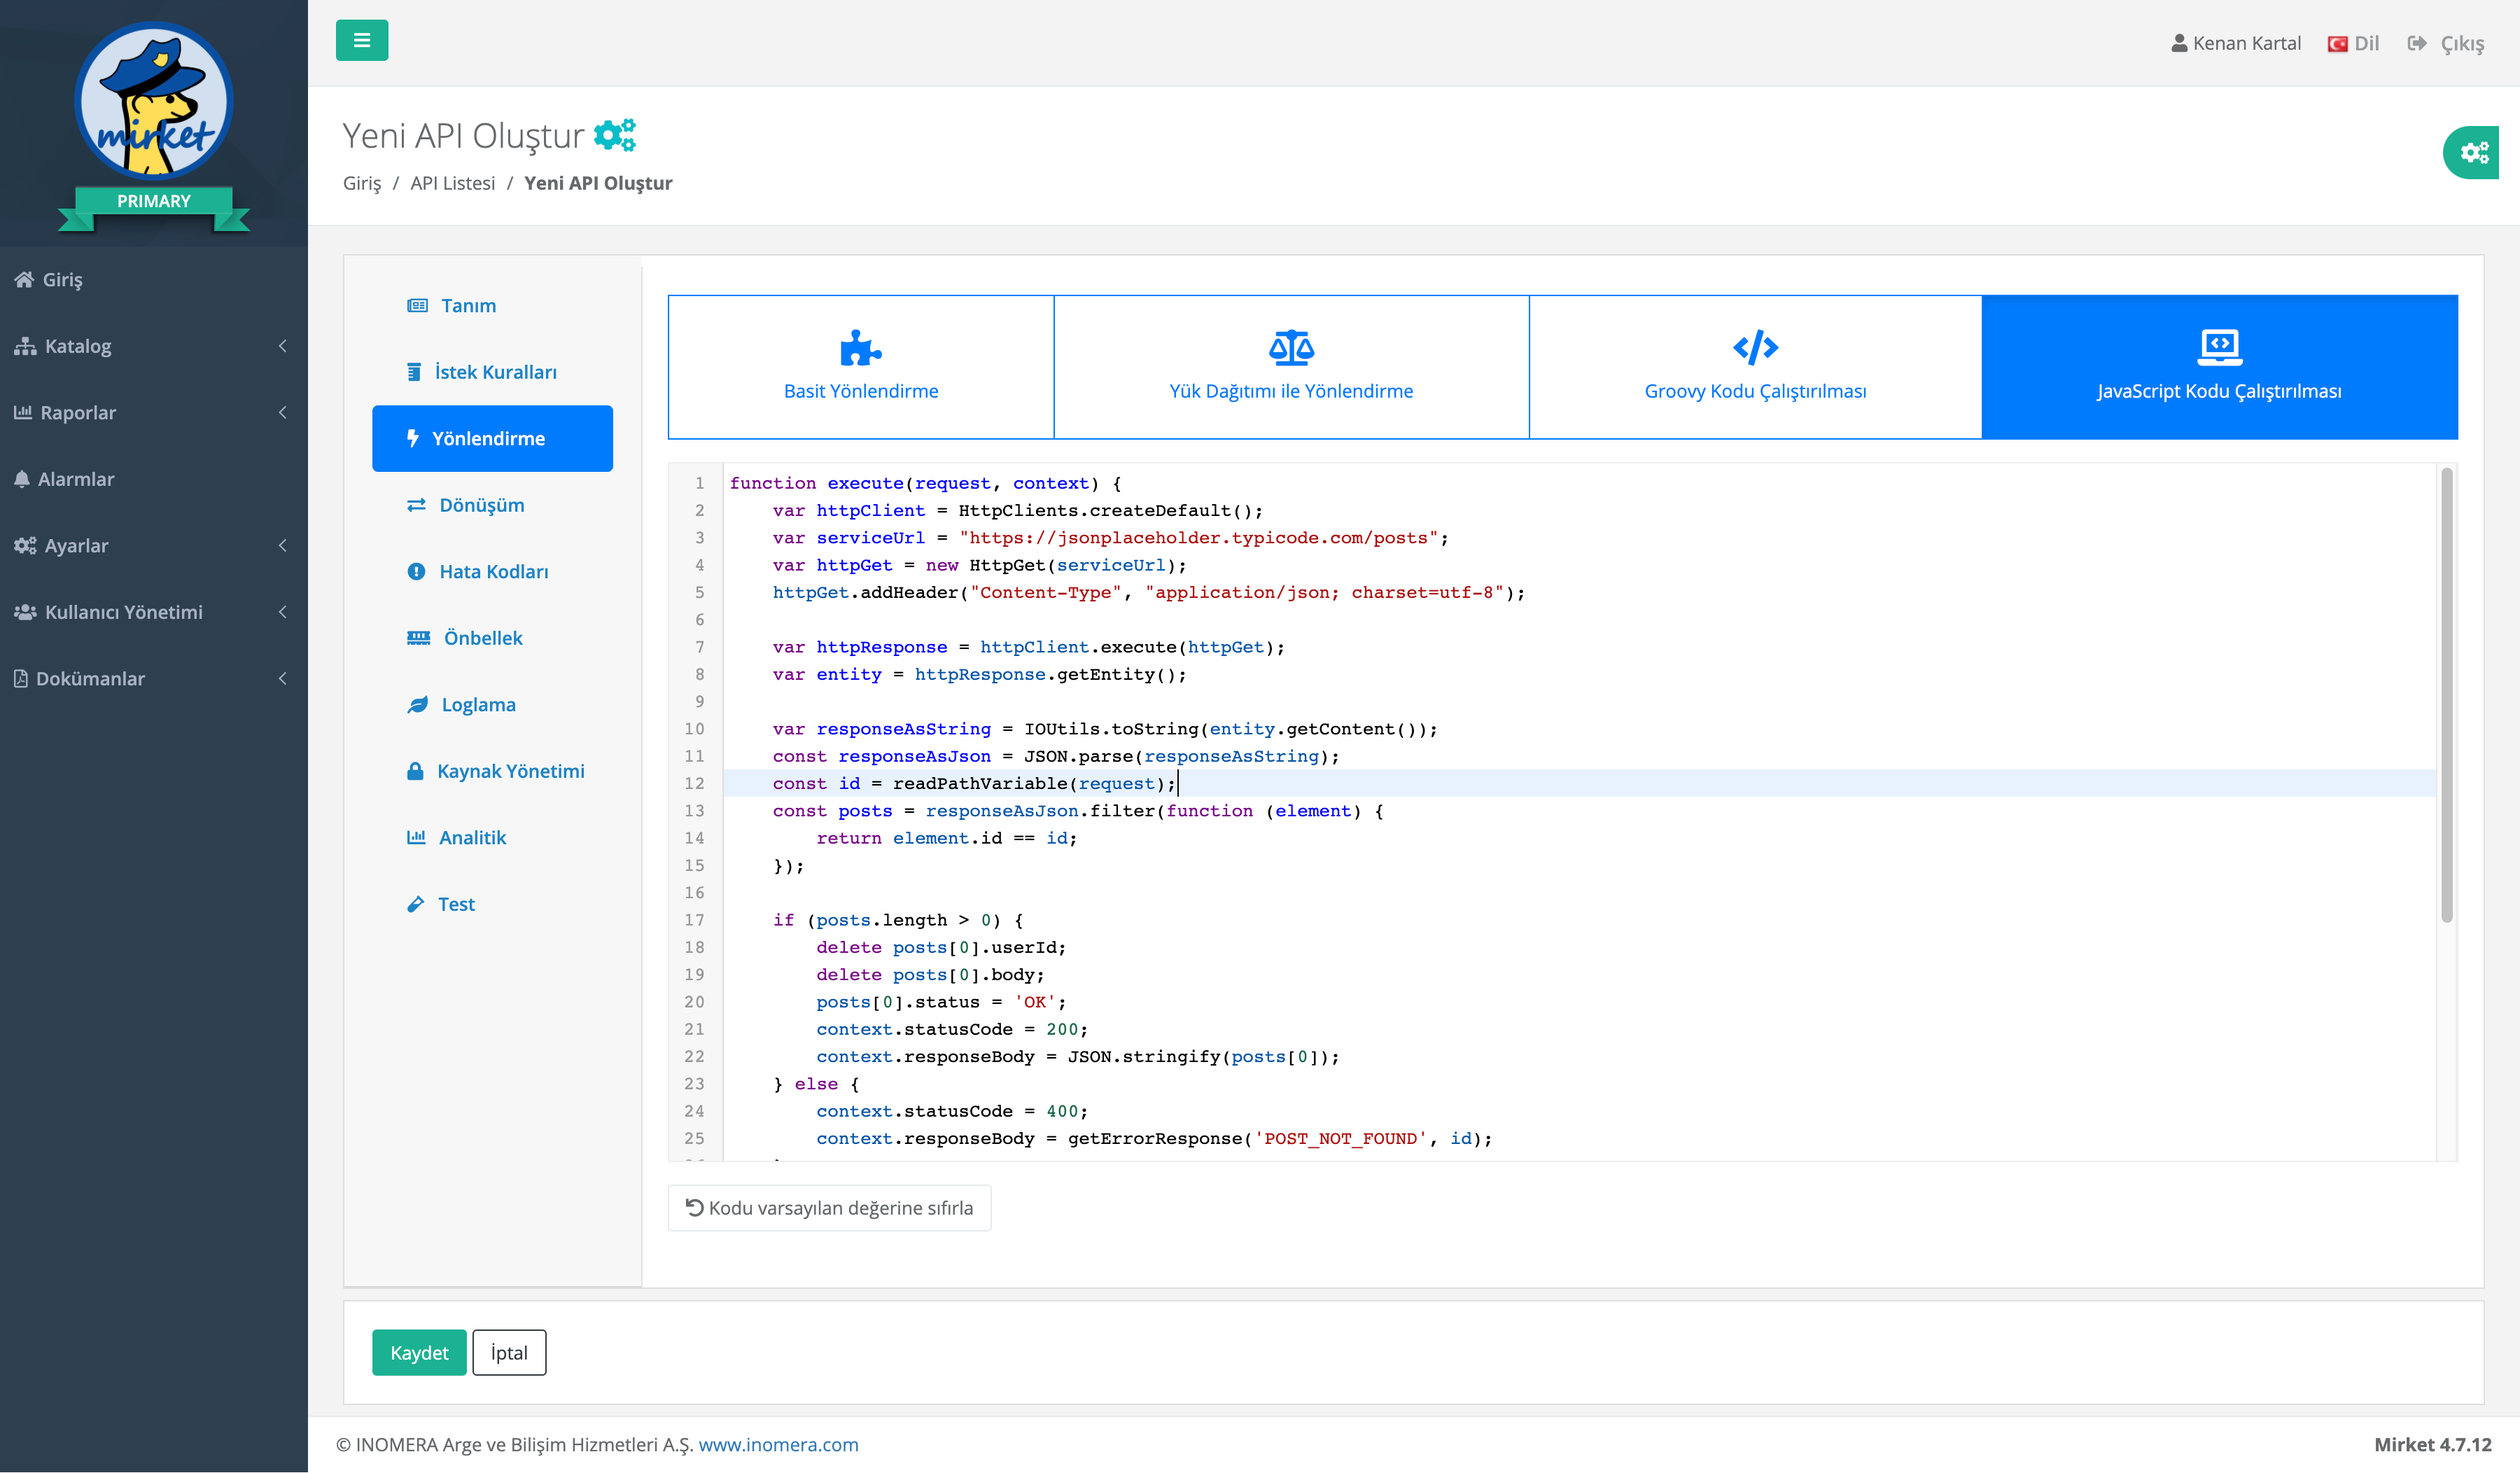 mirket
PRIMARY
Giriş
Katalog
Raporlar
Alarmlar
Ayarlar
Kullanıcı Yönetimi
Dokümanlar
Kenan Kartal
Dil
Çıkış
Yeni API Oluştur
Giriş / API Listesi / Yeni API Oluştur
Tanım
İstek Kuralları
Yönlendirme
Dönüşüm
Hata Kodları
Önbellek
Loglama
Kaynak Yönetimi
Analitik
Test
Basit Yönlendirme
Yük Dağıtımı ile Yönlendirme
Groovy Kodu Çalıştırılması
JavaScript Kodu Çalıştırılması
1 function execute(request, context) {
2     var httpClient = HttpClients.createDefault();
3     var serviceUrl = "https://jsonplaceholder.typicode.com/posts";
4     var httpGet = new HttpGet(serviceUrl);
5     httpGet.addHeader("Content-Type", "application/json; charset=utf-8");
6
7     var httpResponse = httpClient.execute(httpGet);
8     var entity = httpResponse.getEntity();
9
10     var responseAsString = IOUtils.toString(entity.getContent());
11     const responseAsJson = JSON.parse(responseAsString);
12     const id = readPathVariable(request);
13     const posts = responseAsJson.filter(function (element) {
14         return element.id == id;
15     });
16
17     if (posts.length > 0) {
18         delete posts[0].userId;
19         delete posts[0].body;
20         posts[0].status = 'OK';
21         context.statusCode = 200;
22         context.responseBody = JSON.stringify(posts[0]);
23     } else {
24         context.statusCode = 400;
25         context.responseBody = getErrorResponse('POST_NOT_FOUND', id);
Kodu varsayılan değerine sıfırla
Kaydet
İptal
© INOMERA Arge ve Bilişim Hizmetleri A.Ş. www.inomera.com
Mirket 4.7.12